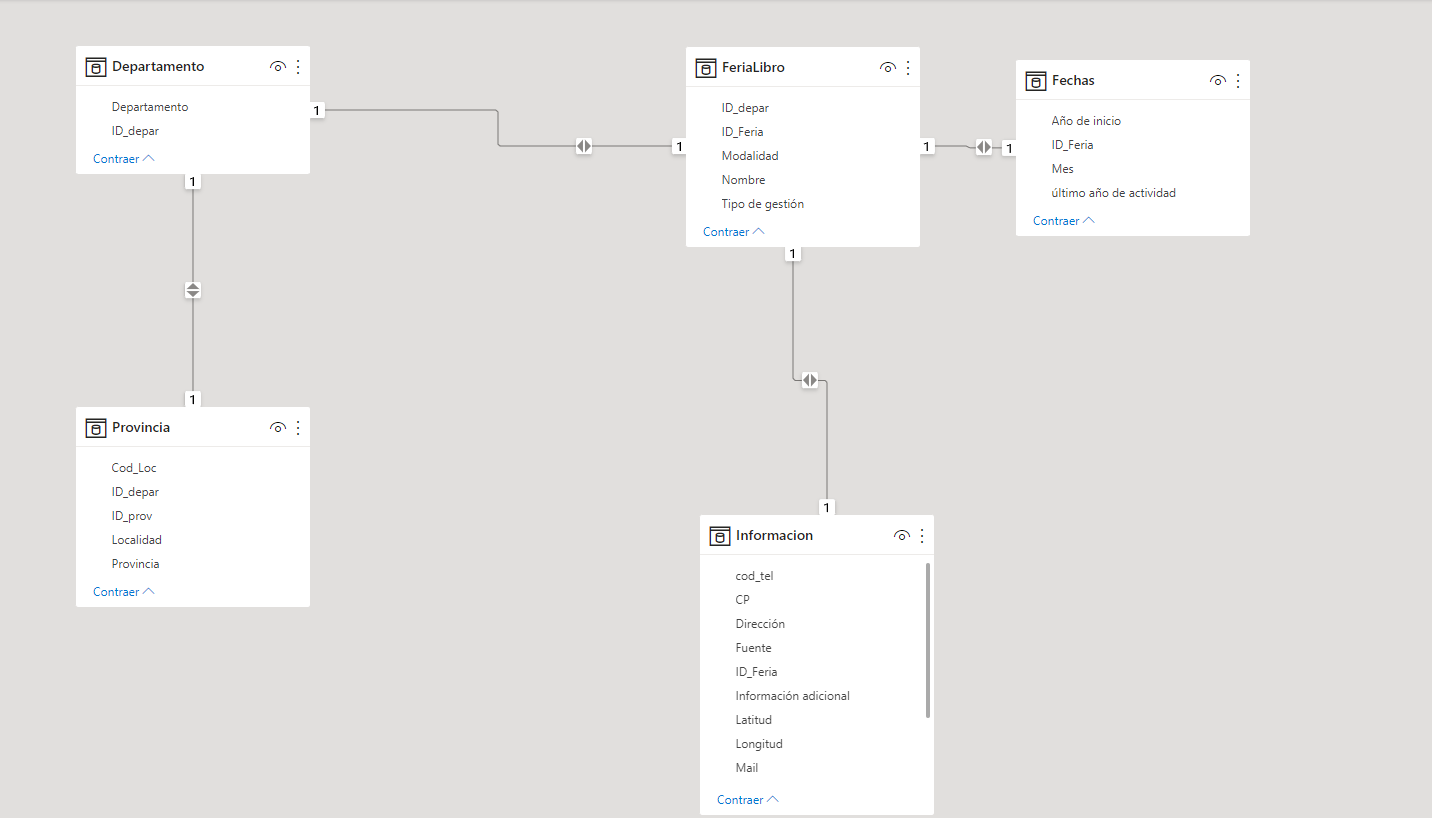 Departamento
Departamento
ID_depar
Contraer
1
1
FeriaLibro
ID_depar
ID_Feria
Modalidad
Nombre
Tipo de gestión
Contraer
1
1
1
Fechas
Año de inicio
ID_Feria
Mes
último año de actividad
Contraer
1
1
Provincia
Cod_Loc
ID_depar
ID_prov
Localidad
Provincia
Contraer
1
Informacion
cod_tel
CP
Dirección
Fuente
ID_Feria
Información adicional
Latitud
Longitud
Mail
Contraer